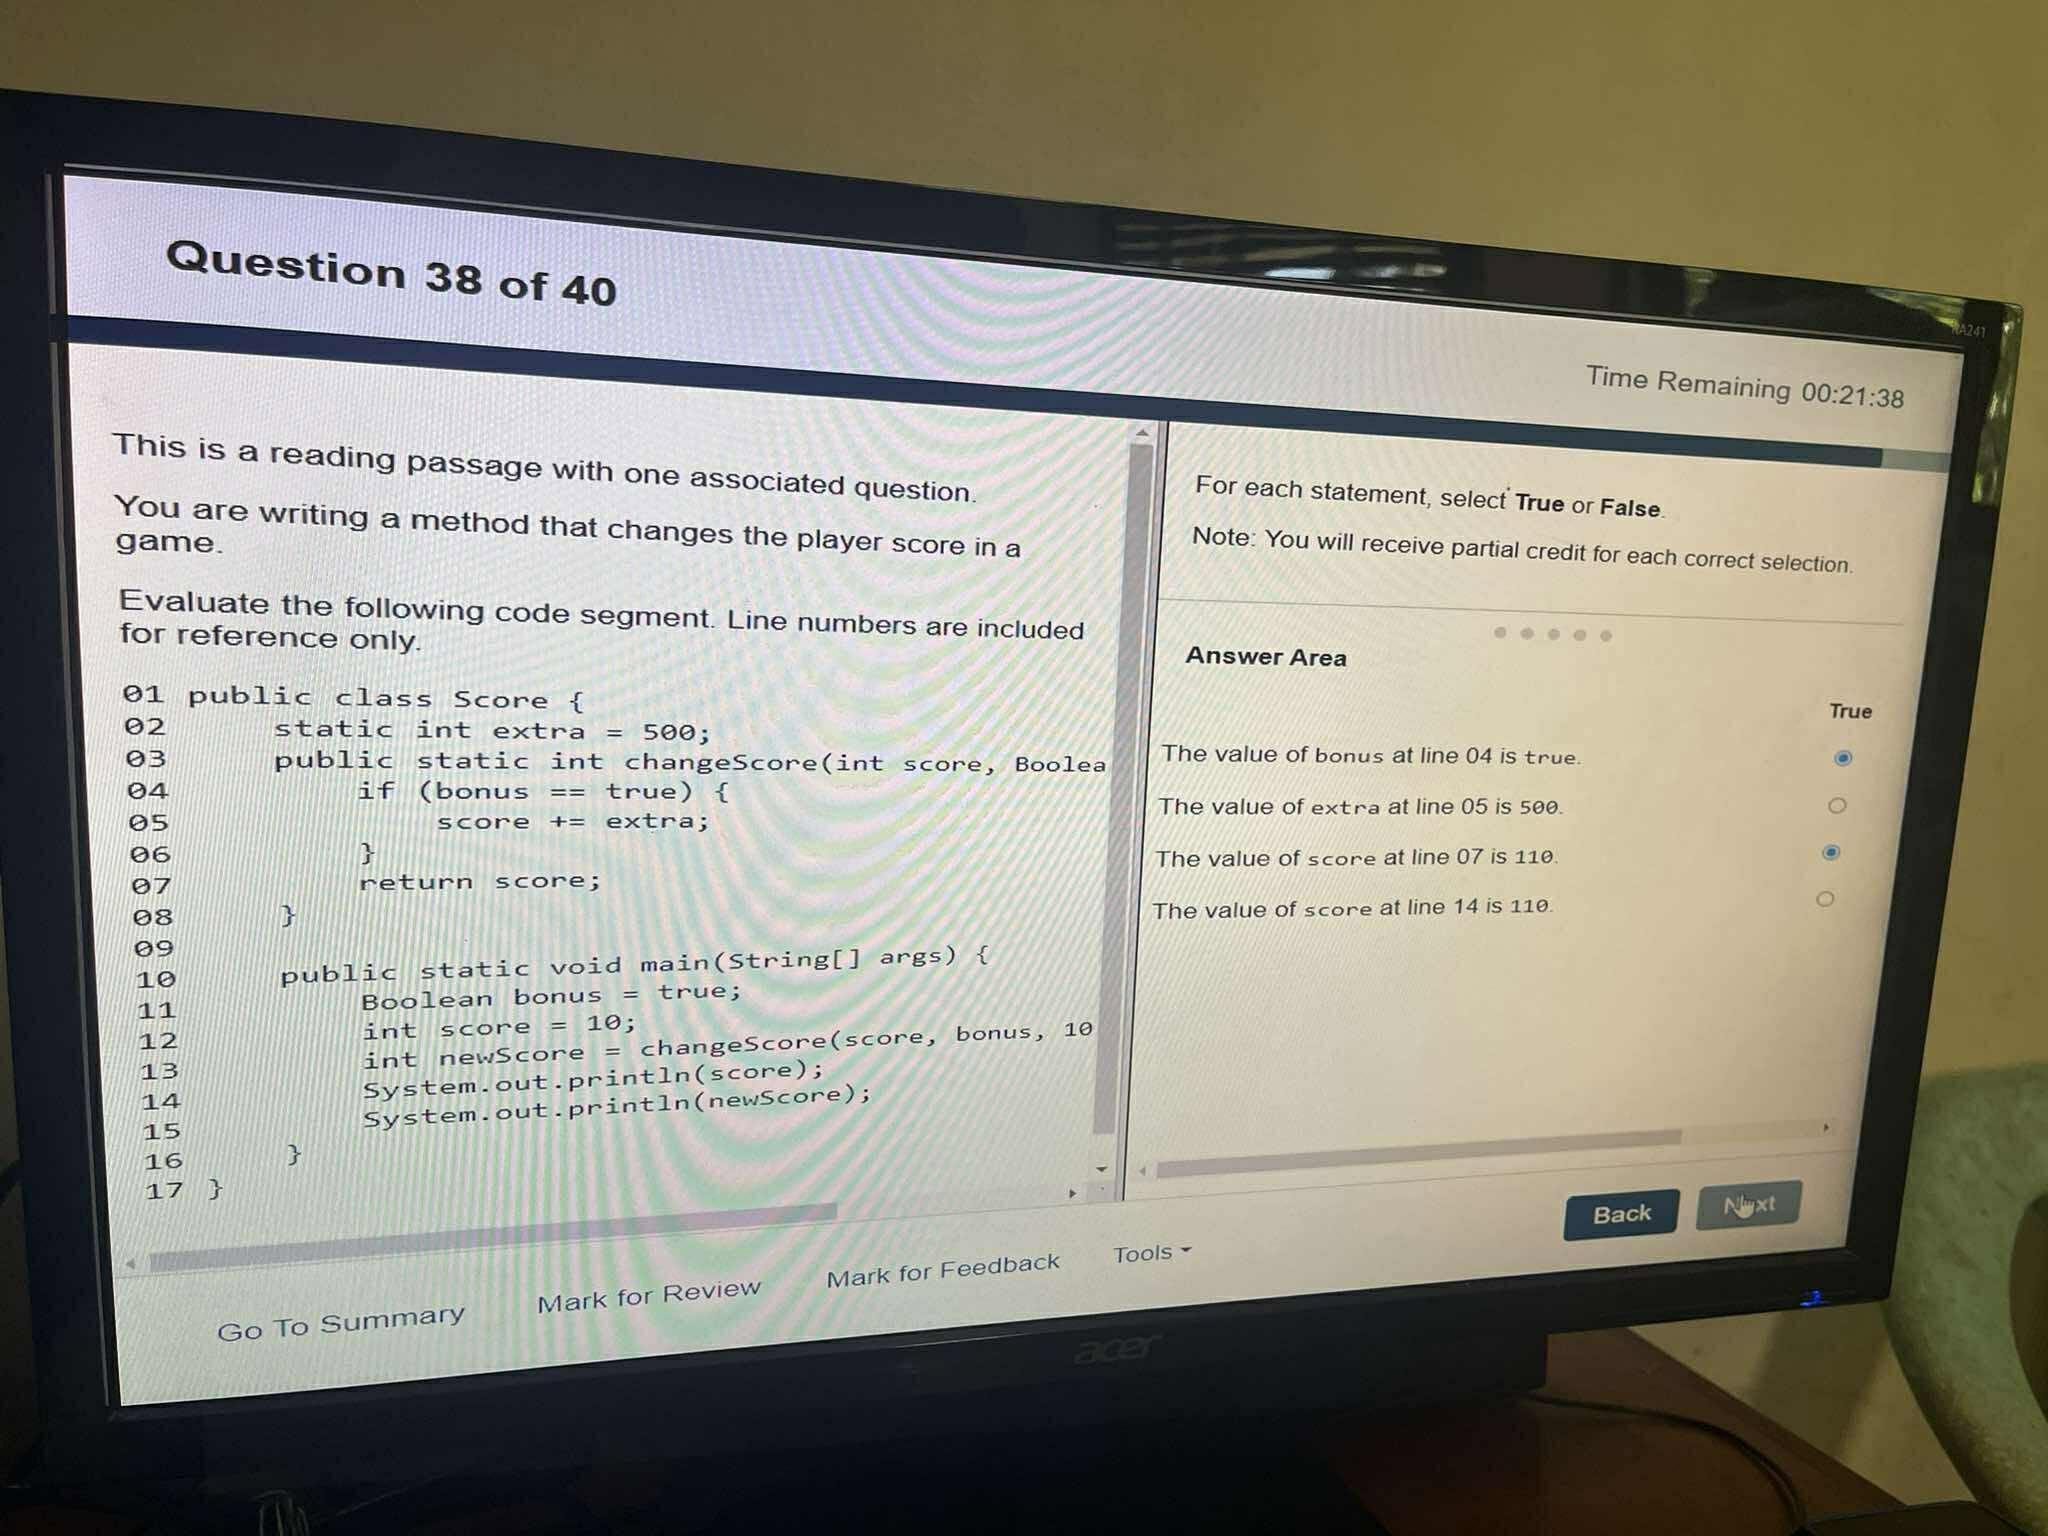 RA241
Question 38 of 40
Time Remaining 00:21:38
This is a reading passage with one associated question.
You are writing a method that changes the player score in a
game.
Evaluate the following code segment. Line numbers are included
for reference only.
01 public class Score {
02 static int extra = 500;
03 public static int changeScore(int score, Boolea
04 if (bonus == true) {
05 score += extra;
06 }
07 return score;
08 }
09
10 public static void main(String[] args) {
11 Boolean bonus = true;
12 int score = 10;
13 int newScore = changeScore(score, bonus, 10
14 System.out.println(score);
15 System.out.println(newScore);
16 }
17 }
For each statement, select True or False.
Note: You will receive partial credit for each correct selection.
Answer Area
True
The value of bonus at line 04 is true.
The value of extra at line 05 is 500.
The value of score at line 07 is 110.
The value of score at line 14 is 110.
Back Next
Go To Summary Mark for Review Mark for Feedback Tools
acer